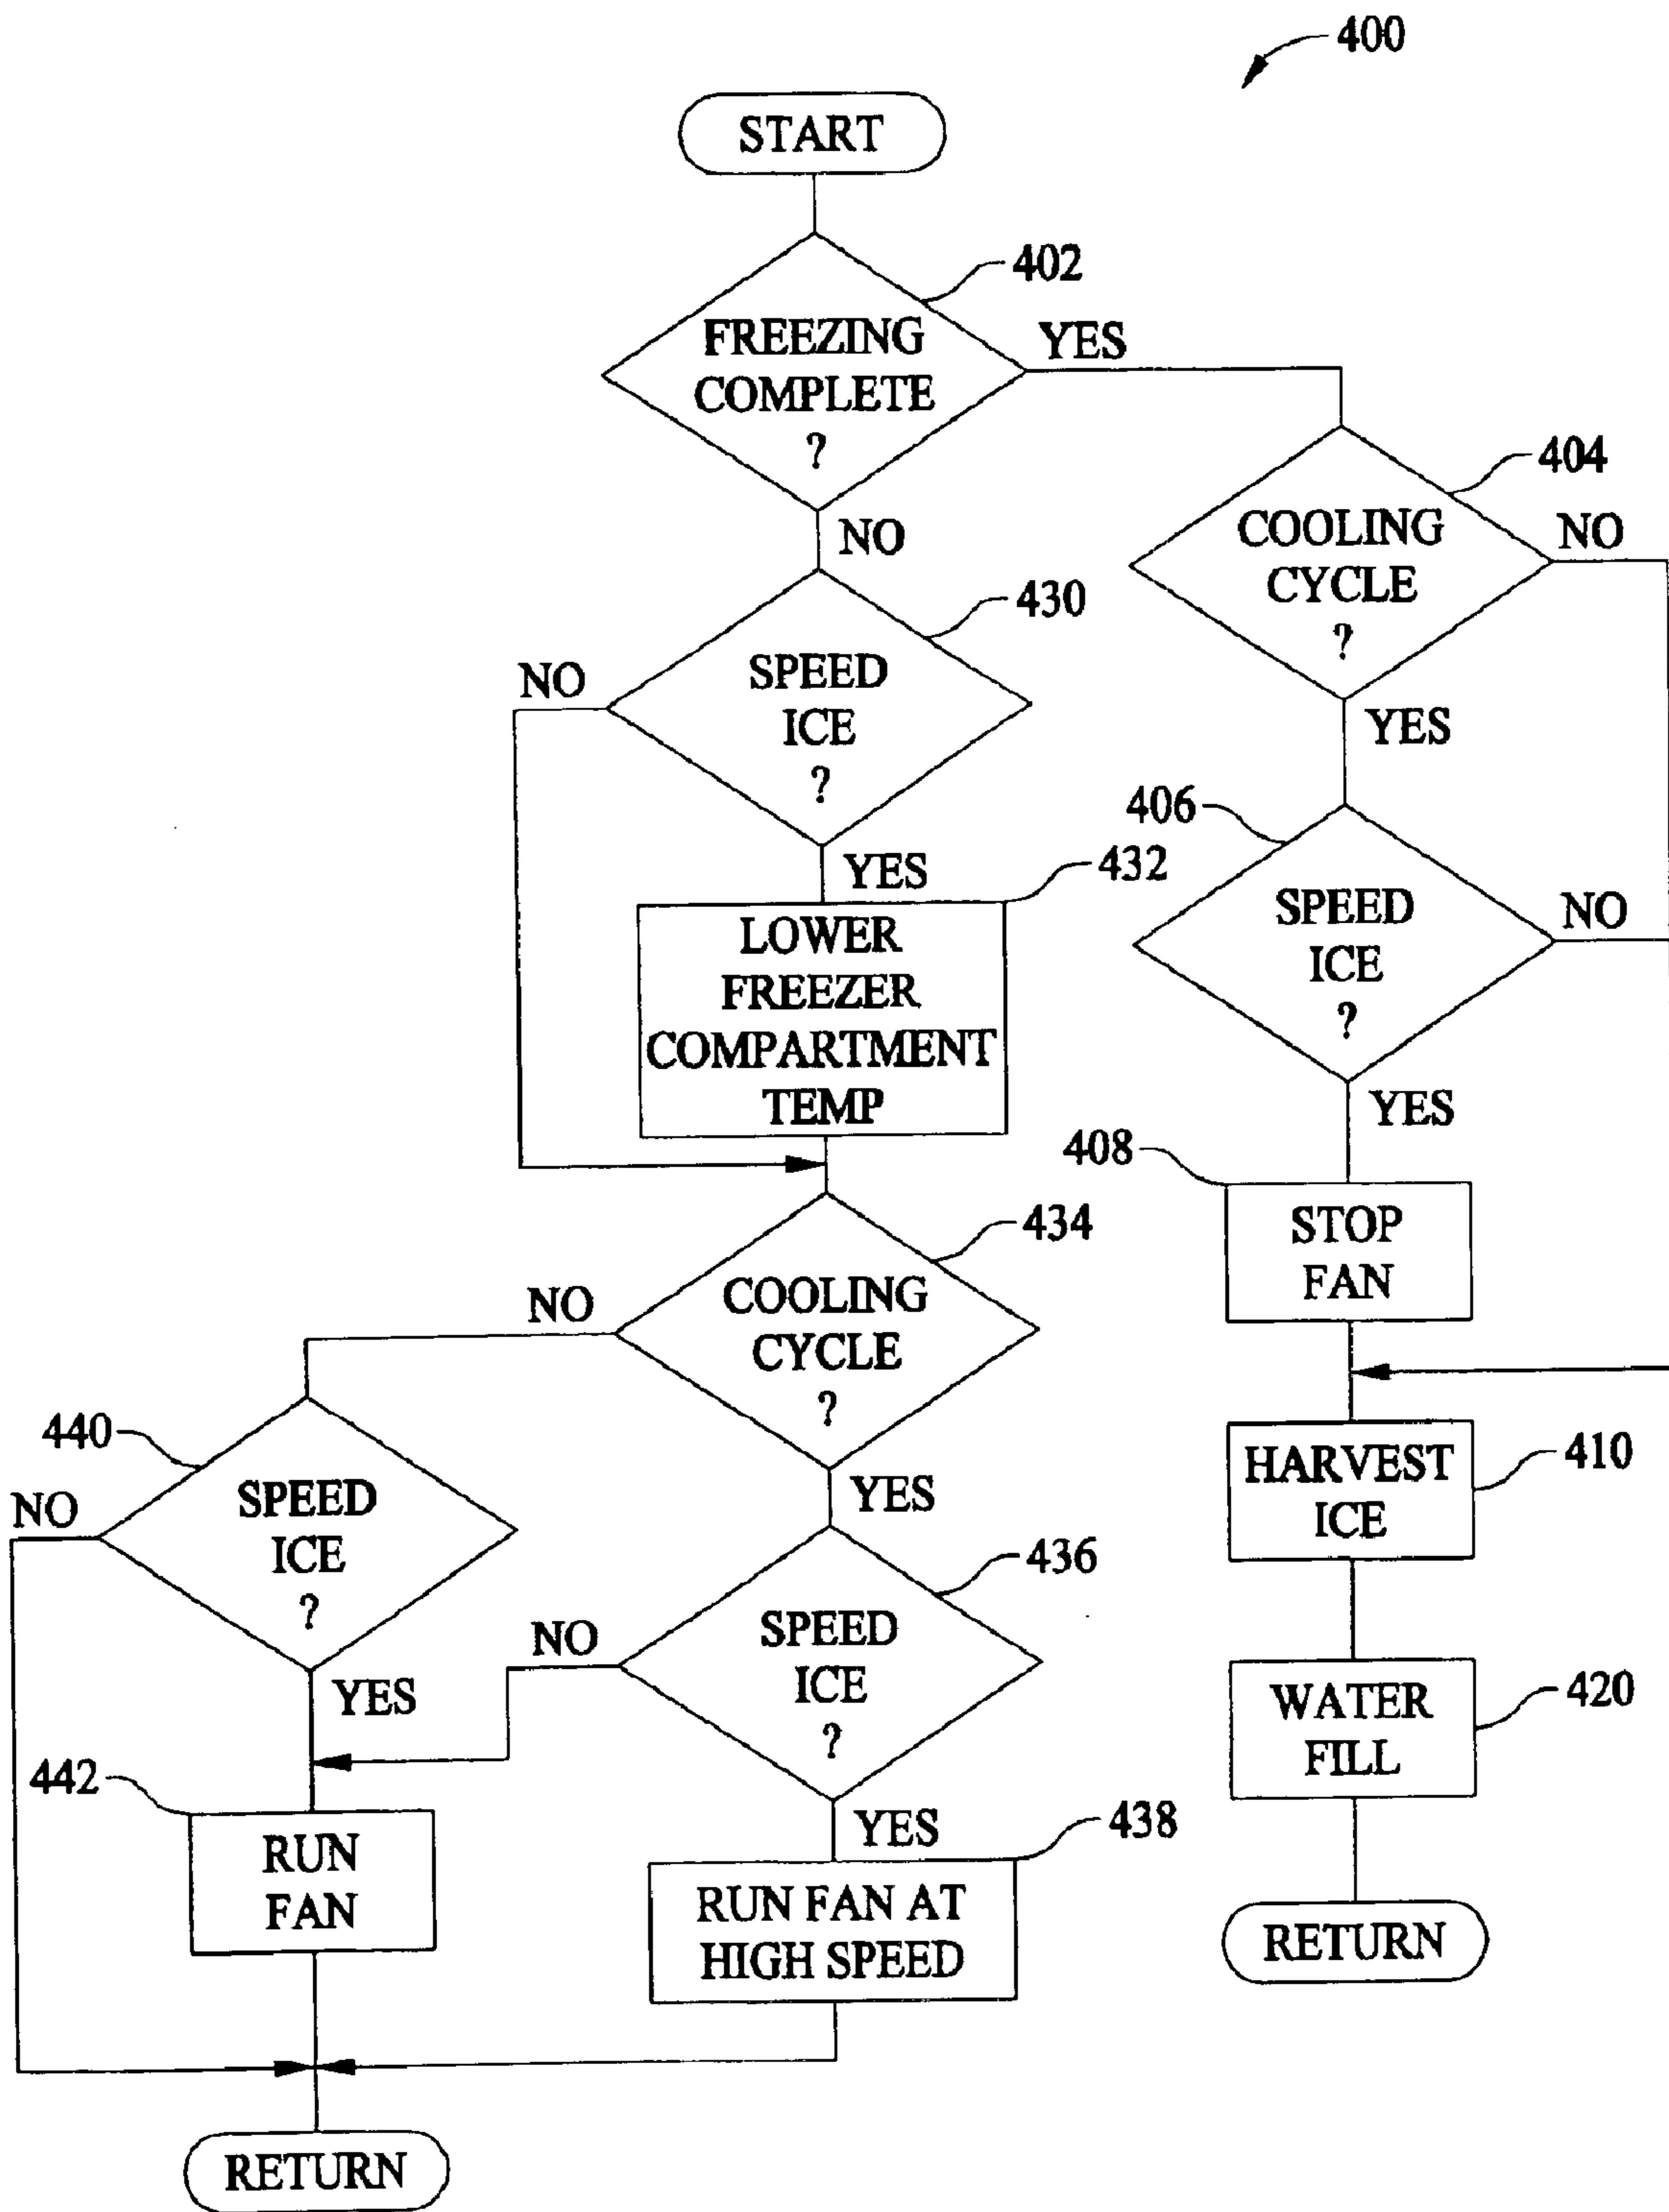 400
START
402
FREEZING
COMPLETE
?
YES
NO
404
COOLING
CYCLE
?
NO
YES
430
SPEED
ICE
?
NO
YES
406
SPEED
ICE
?
NO
YES
432
LOWER
FREEZER
COMPARTMENT
TEMP
408
STOP
FAN
434
COOLING
CYCLE
?
NO
YES
410
HARVEST
ICE
440
SPEED
ICE
?
NO
YES
436
SPEED
ICE
?
NO
YES
420
WATER
FILL
442
RUN
FAN
438
RUN FAN AT
HIGH SPEED
RETURN
RETURN